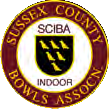 SUSSEX COUNTY
SCIBA
INDOOR
BOWLS ASSOCN.